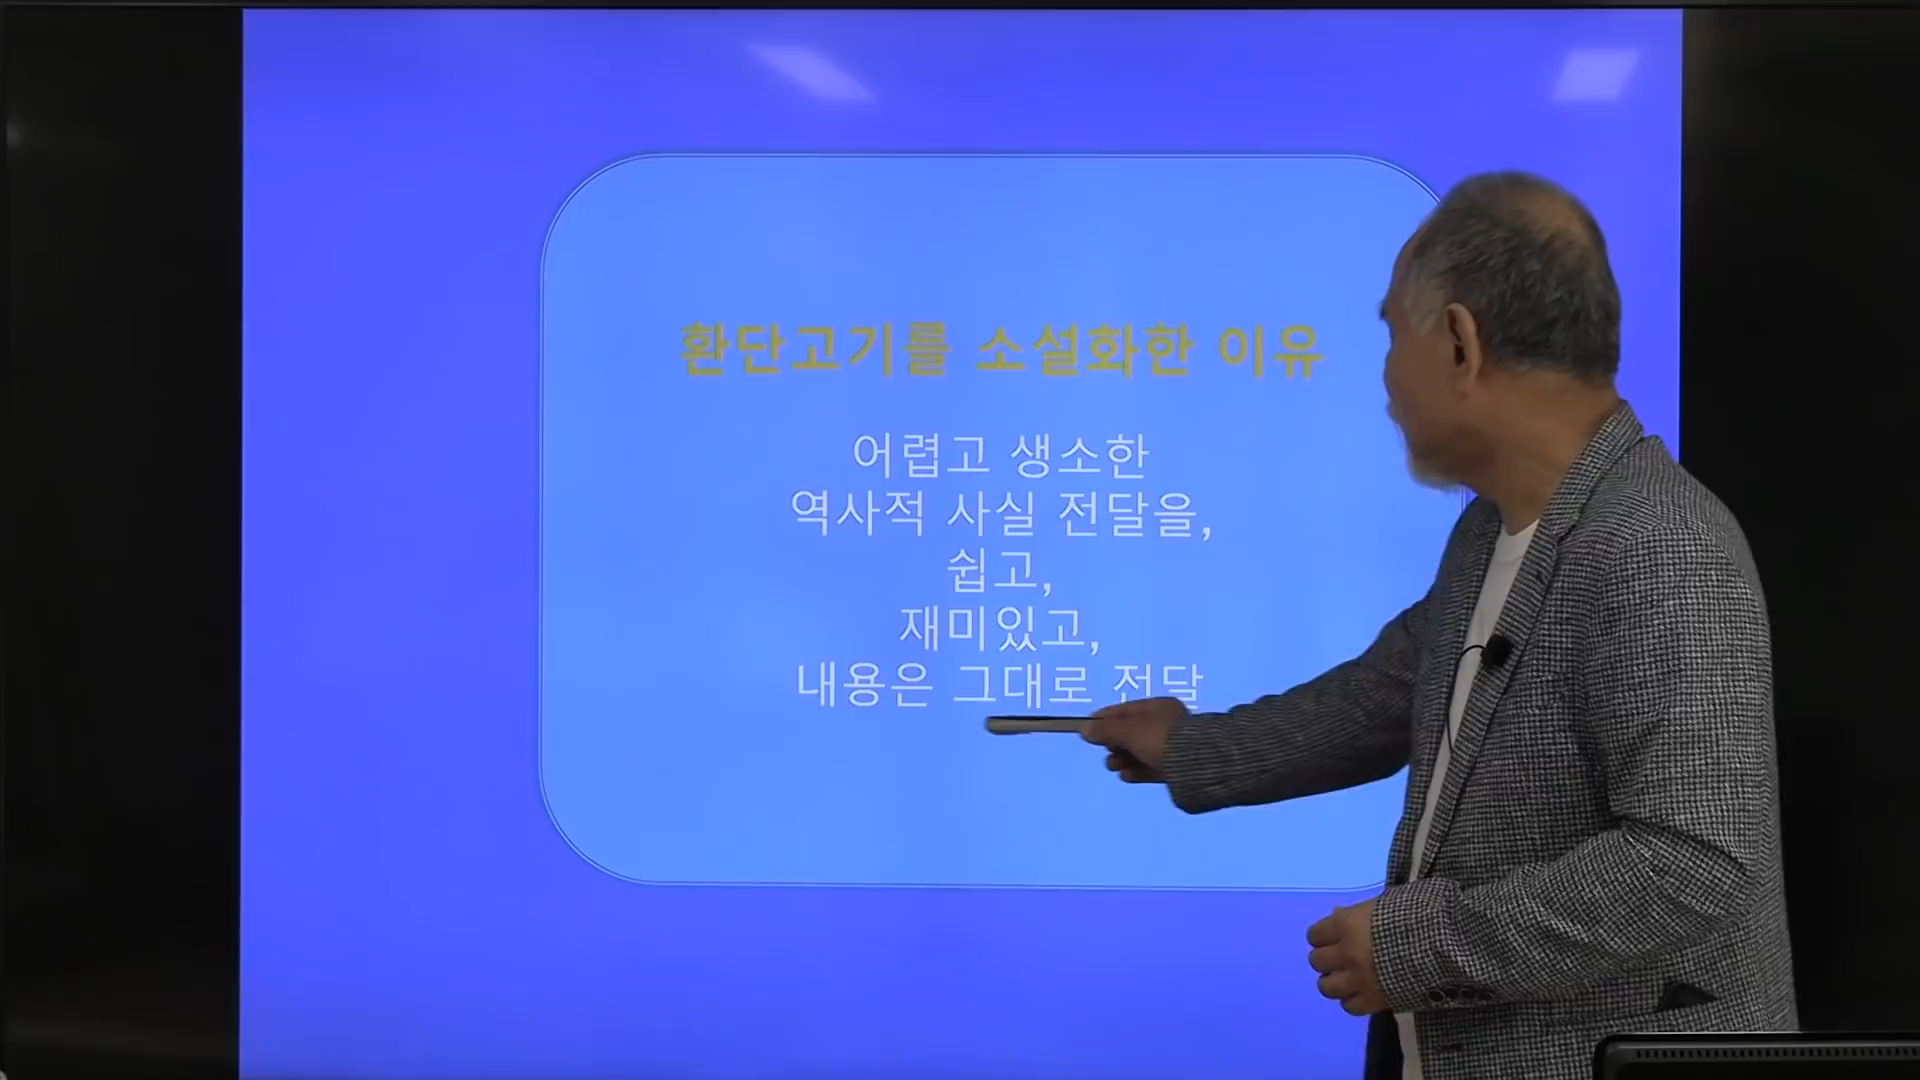 환단고기를 소설화한 이유
어렵고 생소한
역사적 사실 전달을,
쉽고,
재미있고,
내용은 그대로 전달